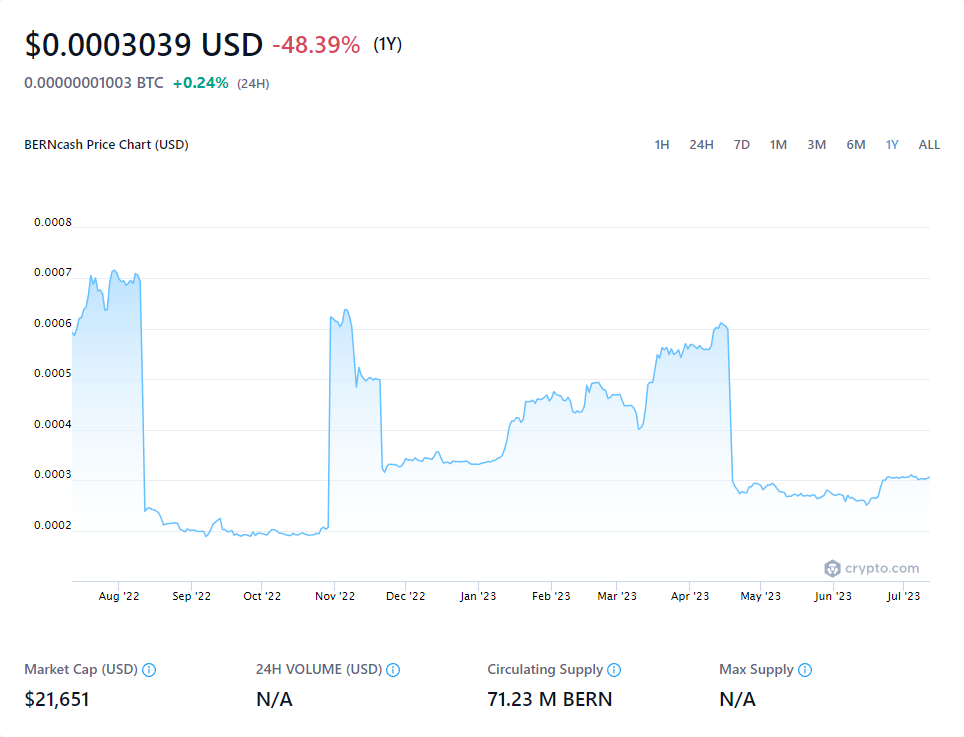 $0.0003039 USD -48.39% (1Y)
0.00000001003 BTC +0.24% (24H)
BERNcash Price Chart (USD)
1H 24H 7D 1M 3M 6M 1Y ALL
0.0008
0.0007
0.0006
0.0005
0.0004
0.0003
0.0002
crypto.com
Aug '22 Sep '22 Oct '22 Nov '22 Dec '22 Jan '23 Feb '23 Mar '23 Apr '23 May '23 Jun '23 Jul '23
Market Cap (USD) 24H VOLUME (USD) Circulating Supply Max Supply
$21,651 N/A 71.23 M BERN N/A